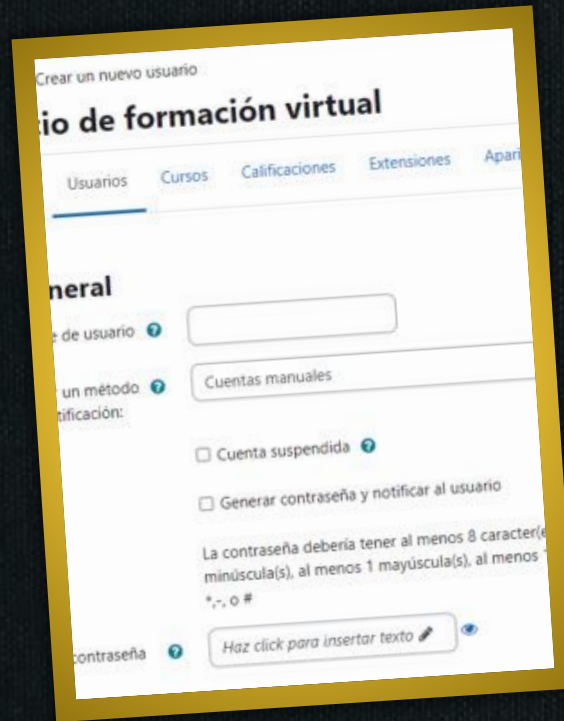 Crear un nuevo usuario
io de formación virtual
Usuarios Cursos Calificaciones Extensiones Apari
neral
de usuario
un método Cuentas manuales
tificación:
Cuenta suspendida
Generar contraseña y notificar al usuario
La contraseña debería tener al menos 8 caracter(e
minúscula(s), al menos 1 mayúscula(s), al menos 1
*,-, o #
contraseña Haz click para insertar texto